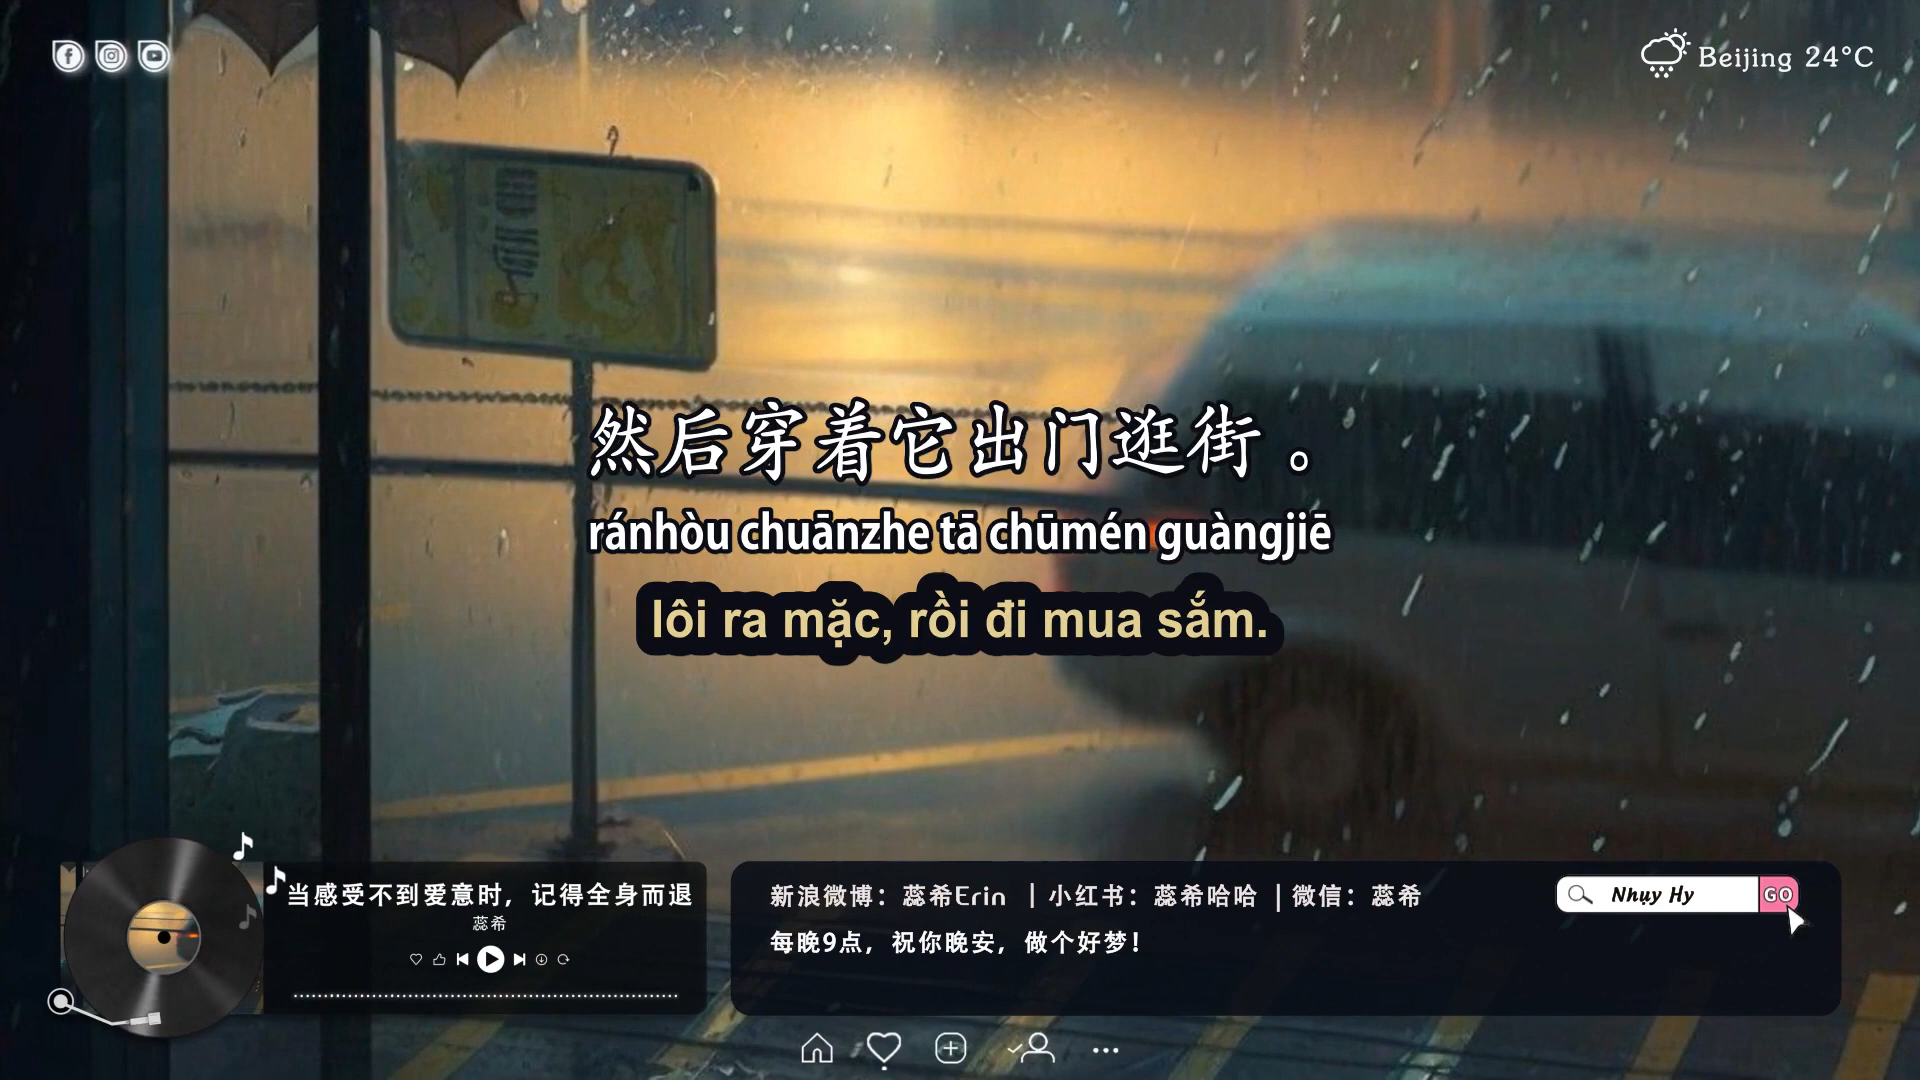 Beijing 24°C
然后穿着它出门逛街 。
ránhòu chuānzhe tā chūmén guàngjiē
lôi ra mặc, rồi đi mua sắm.
当感受不到爱意时，记得全身而退
蕊希
新浪微博：蕊希Erin ｜小红书：蕊希哈哈 ｜微信：蕊希
每晚9点，祝你晚安，做个好梦！
Nhụy Hy
GO